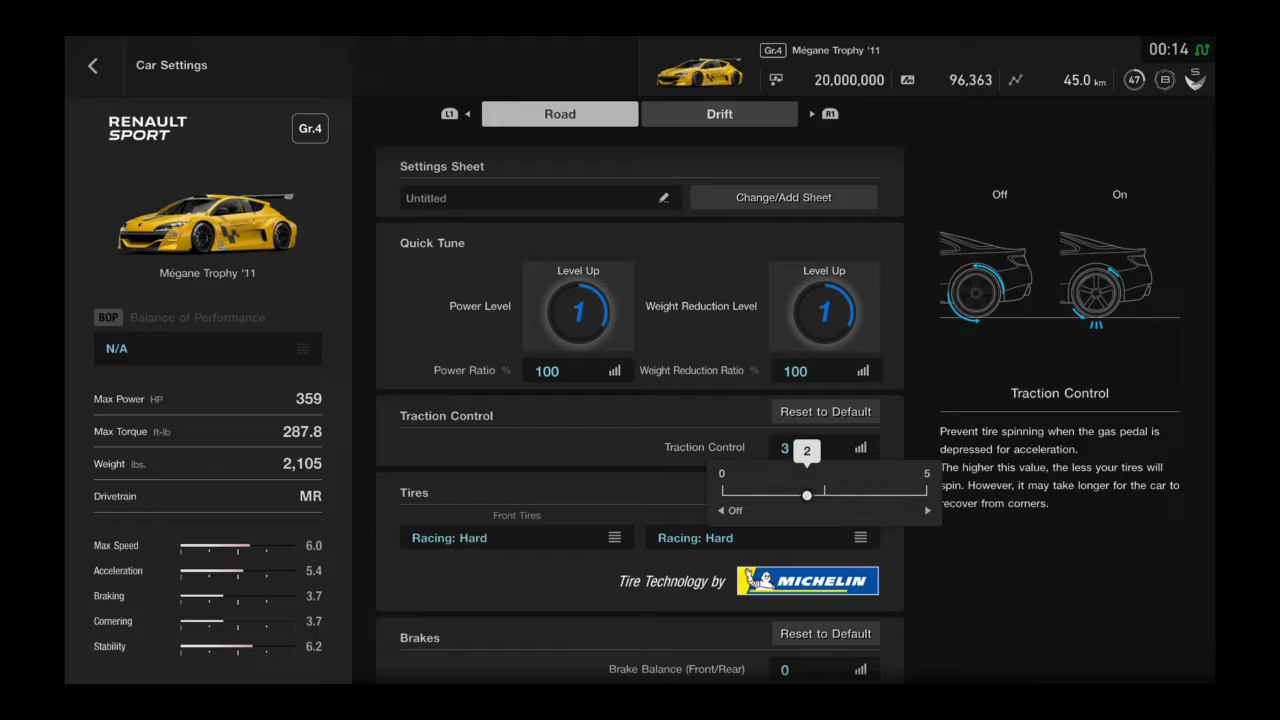 Car Settings
Gr.4 Mégane Trophy '11
00:14
20,000,000 96,363 45.0 km 47 B S
L1 Road Drift R1
RENAULT
SPORT
Gr.4
Mégane Trophy '11
BOP Balance of Performance
N/A
Max Power HP 359
Max Torque ft-lb 287.8
Weight lbs. 2,105
Drivetrain MR
Max Speed 6.0
Acceleration 5.4
Braking 3.7
Cornering 3.7
Stability 6.2
Settings Sheet
Untitled Change/Add Sheet
Quick Tune
Level Up Level Up
Power Level 1 Weight Reduction Level 1
Power Ratio % 100 Weight Reduction Ratio % 100
Traction Control Reset to Default
Traction Control 3
2
0 5
Off
Tires
Front Tires
Racing: Hard Racing: Hard
Tire Technology by MICHELIN
Brakes Reset to Default
Brake Balance (Front/Rear) 0
Off On
Traction Control
Prevent tire spinning when the gas pedal is
depressed for acceleration.
The higher this value, the less your tires will
spin. However, it may take longer for the car to
recover from corners.